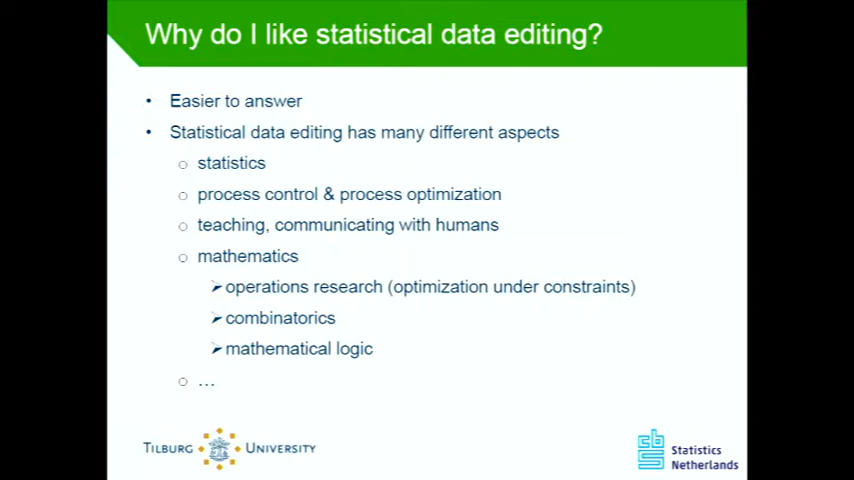 Why do I like statistical data editing?
• Easier to answer
• Statistical data editing has many different aspects
○ statistics
○ process control & process optimization
○ teaching, communicating with humans
○ mathematics
➢ operations research (optimization under constraints)
➢ combinatorics
➢ mathematical logic
○ …
TILBURG UNIVERSITY
cbs Statistics
Netherlands